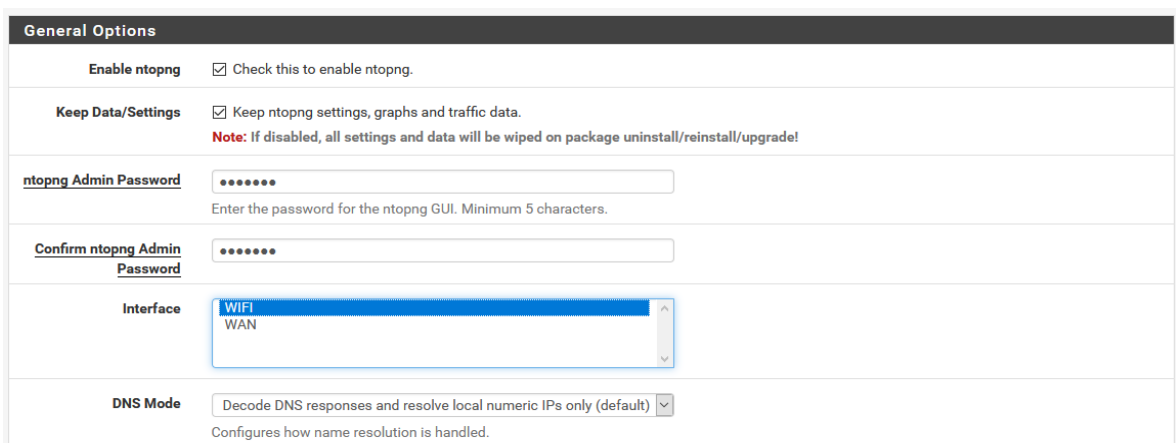 General Options
Enable ntopng
Check this to enable ntopng.
Keep Data/Settings
Keep ntopng settings, graphs and traffic data.
Note: If disabled, all settings and data will be wiped on package uninstall/reinstall/upgrade!
ntopng Admin Password
•••••••
Enter the password for the ntopng GUI. Minimum 5 characters.
Confirm ntopng Admin
Password
•••••••
Interface
WIFI
WAN
DNS Mode
Decode DNS responses and resolve local numeric IPs only (default)
Configures how name resolution is handled.